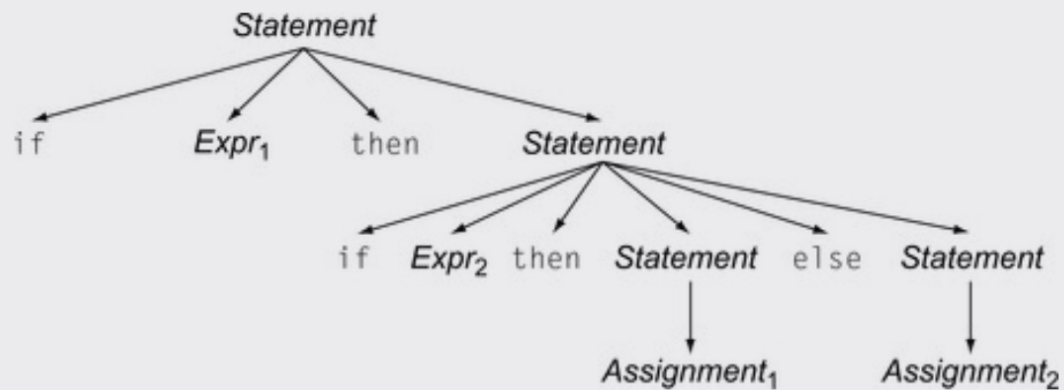 Statement
if Expr₁ then Statement
if Expr₂ then Statement else Statement
Assignment₁ Assignment₂